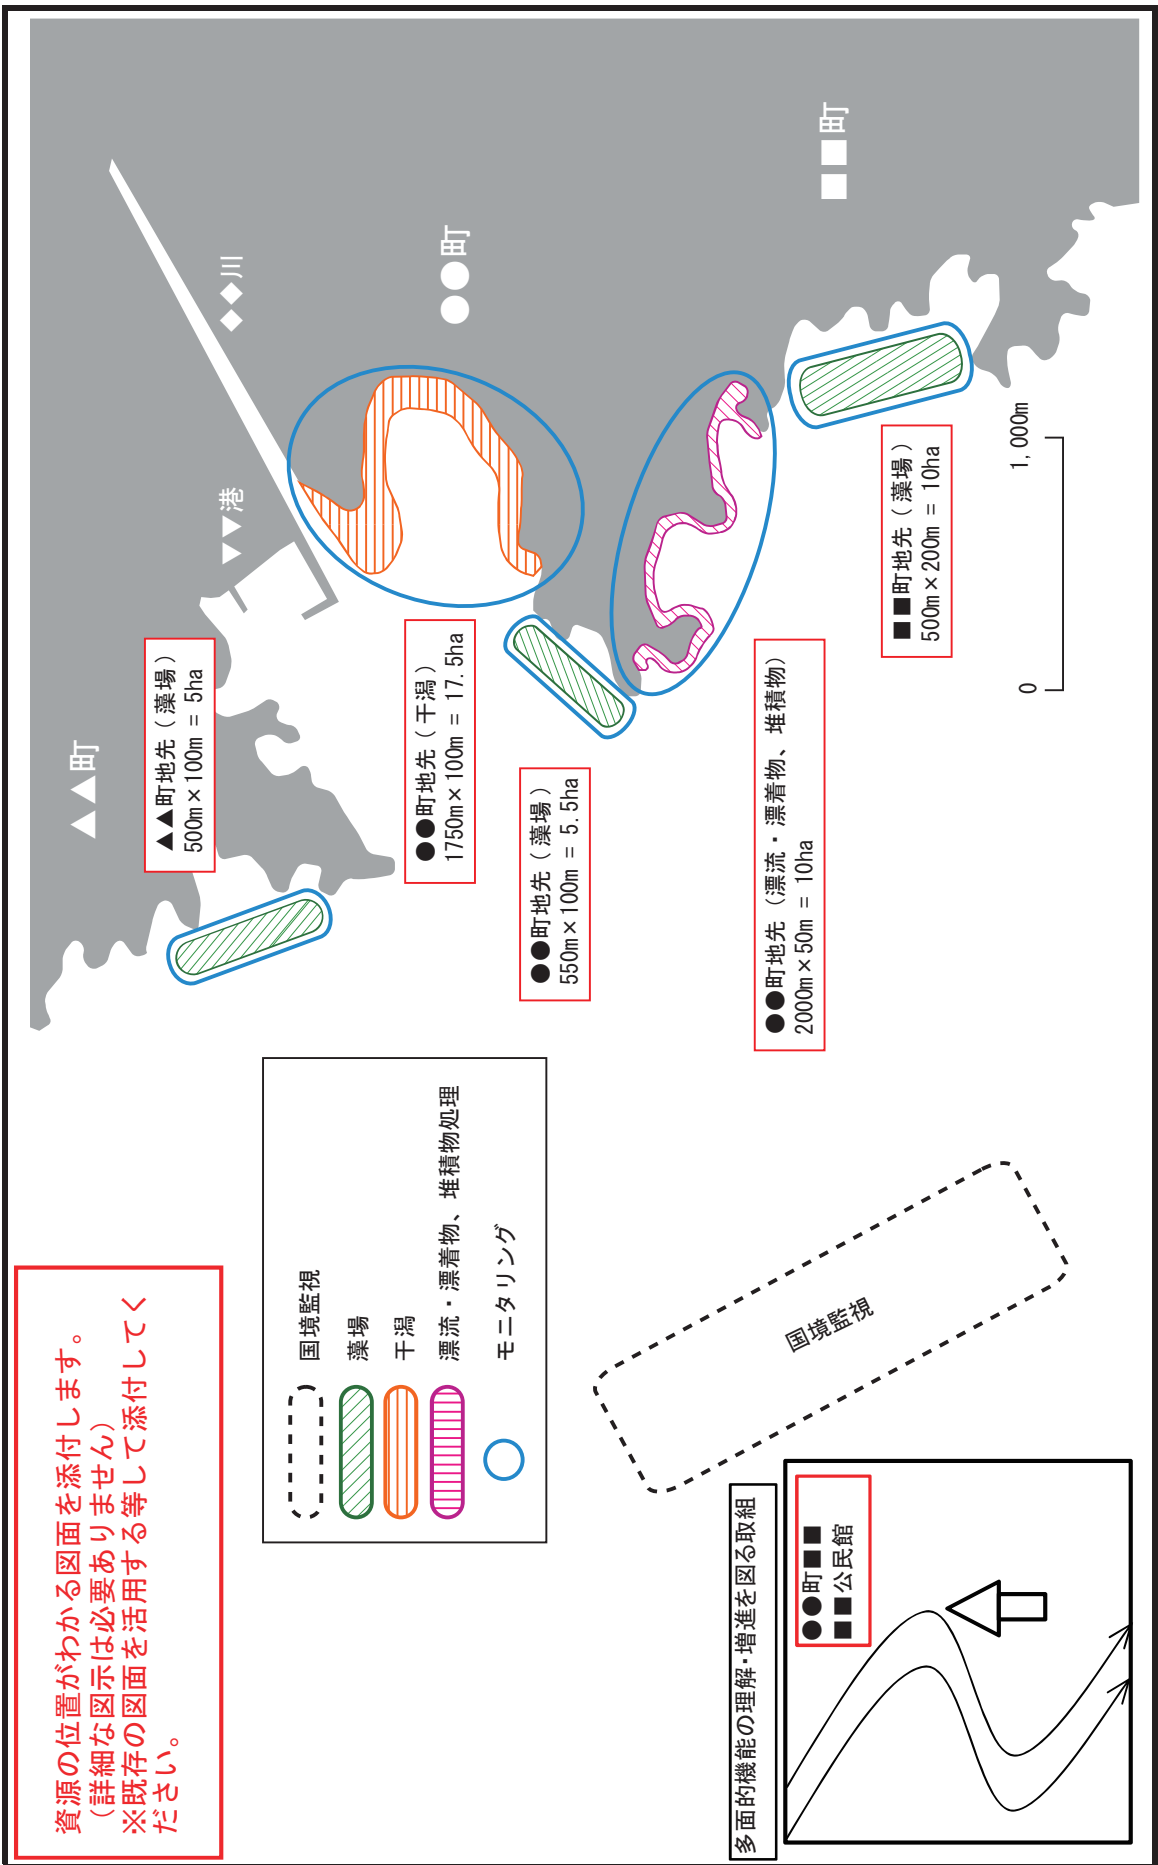 資源の位置がわかる図面を添付します。
（詳細な図示は必要ありません）
※既存の図面を活用する等して添付してく
ださい。
▲▲町
◆◆川
▼▼港
●●町
■■町
▲▲町地先（藻場）
500m×100m = 5ha
●●町地先（干潟）
1750m×100m = 17.5ha
●●町地先（藻場）
550m×100m = 5.5ha
●●町地先（漂流・漂着物、堆積物）
2000m×50m = 10ha
■■町地先（藻場）
500m×200m = 10ha
0
1,000m
国境監視
藻場
干潟
漂流・漂着物、堆積物処理
モニタリング
国境監視
多面的機能の理解・増進を図る取組
●●町■■
■■公民館